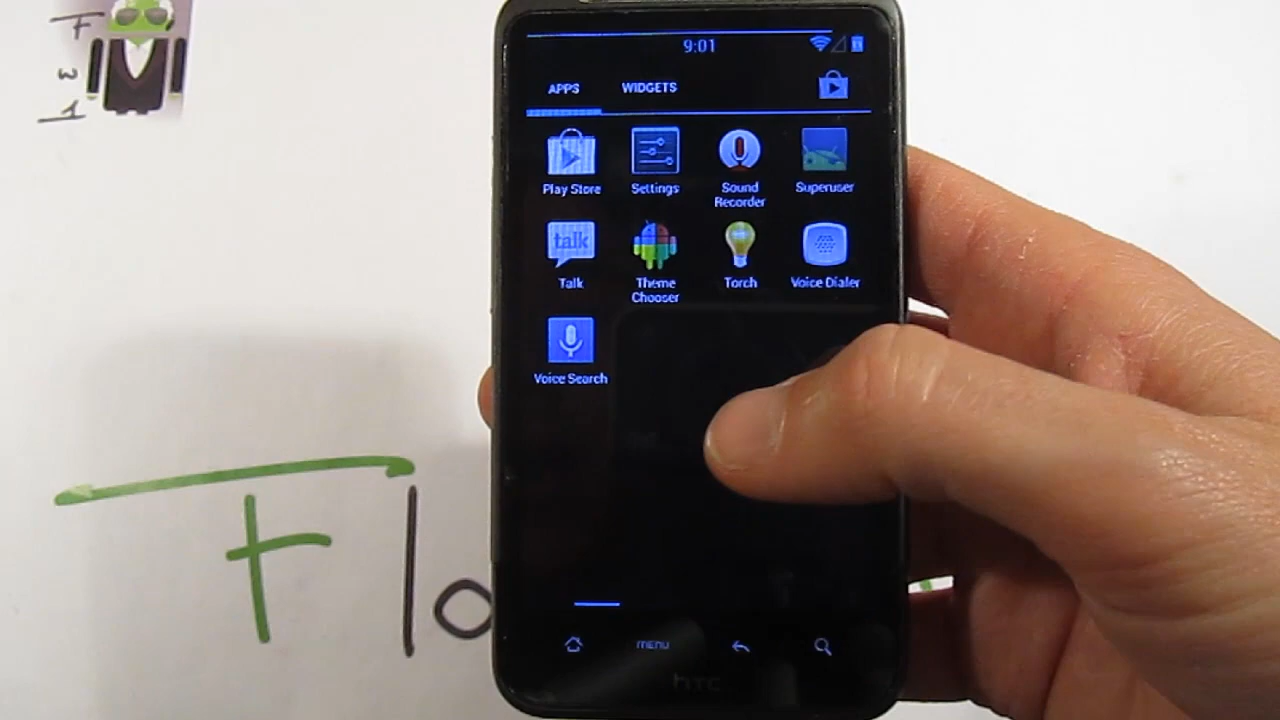 9:01
APPS WIDGETS
Play Store Settings Sound Recorder Superuser
Talk Theme Chooser Torch Voice Dialer
talk
Voice Search
MENU
hTC
Flo